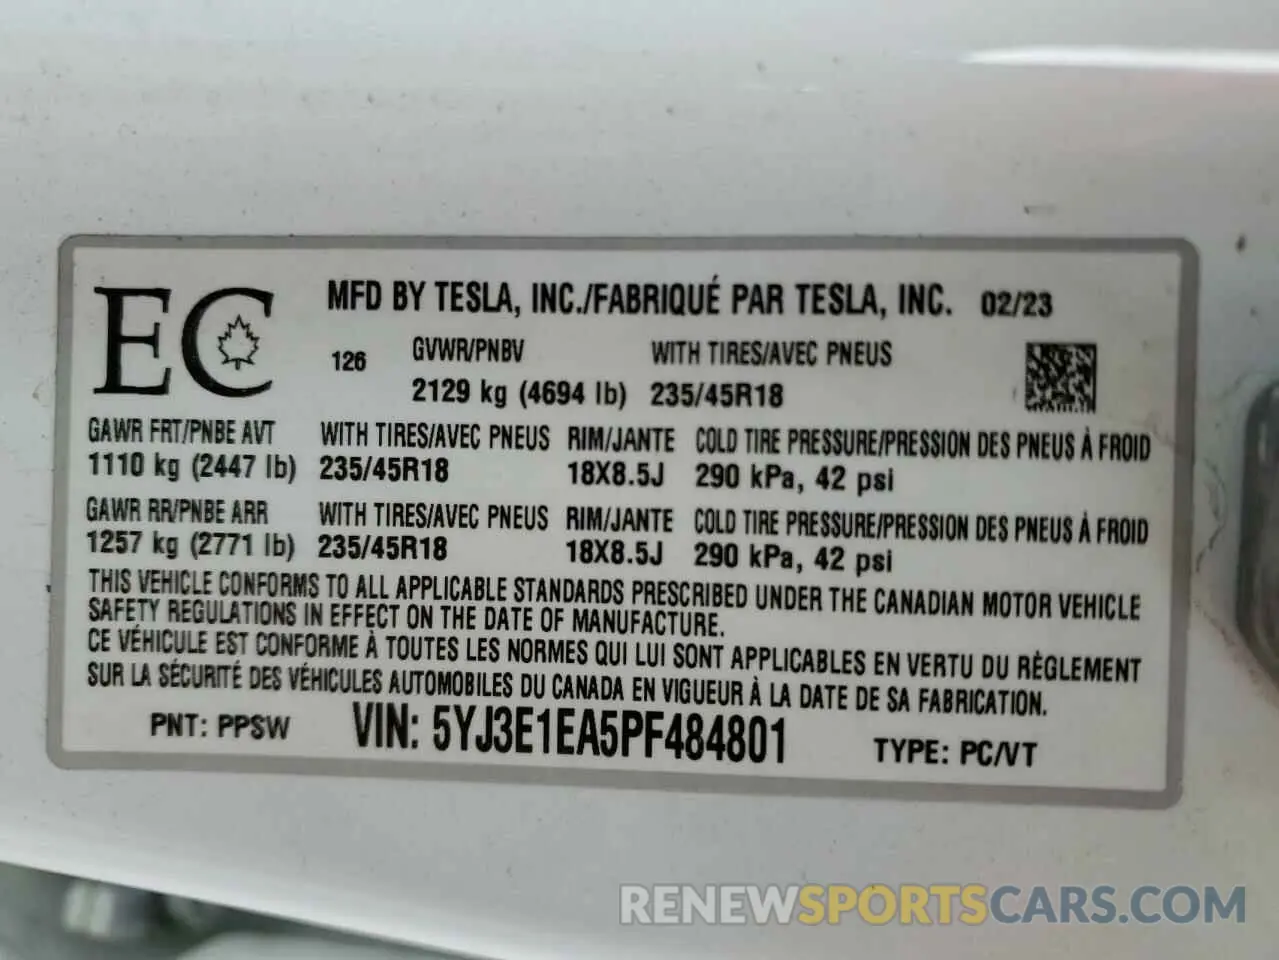 EC
MFD BY TESLA, INC./FABRIQUÉ PAR TESLA, INC. 02/23
126 GVWR/PNBV WITH TIRES/AVEC PNEUS
2129 kg (4694 lb) 235/45R18
GAWR FRT/PNBE AVT WITH TIRES/AVEC PNEUS RIM/JANTE COLD TIRE PRESSURE/PRESSION DES PNEUS À FROID
1110 kg (2447 lb) 235/45R18 18X8.5J 290 kPa, 42 psi
GAWR RR/PNBE ARR WITH TIRES/AVEC PNEUS RIM/JANTE COLD TIRE PRESSURE/PRESSION DES PNEUS À FROID
1257 kg (2771 lb) 235/45R18 18X8.5J 290 kPa, 42 psi
THIS VEHICLE CONFORMS TO ALL APPLICABLE STANDARDS PRESCRIBED UNDER THE CANADIAN MOTOR VEHICLE
SAFETY REGULATIONS IN EFFECT ON THE DATE OF MANUFACTURE.
CE VÉHICULE EST CONFORME À TOUTES LES NORMES QUI LUI SONT APPLICABLES EN VERTU DU RÈGLEMENT
SUR LA SÉCURITÉ DES VÉHICULES AUTOMOBILES DU CANADA EN VIGUEUR À LA DATE DE SA FABRICATION.
PNT: PPSW VIN: 5YJ3E1EA5PF484801 TYPE: PC/VT
RENEWSPORTSCARS.COM